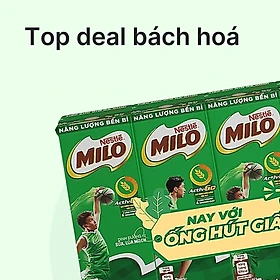 Top deal bách hoá
NĂNG LƯỢNG BỀN BỈ
NĂNG LƯỢNG BỀN BỈ
NĂNG LƯỢNG BỀN BỈ
Nestlé
MILO
Nestlé
MILO
Nestlé
MILO
NAY VỚI
ỐNG HÚT GIẤ